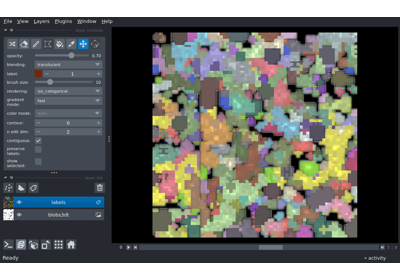 File View Layers Plugins Window Help
opacity: 0.70
blending: translucent
label: 1
brush size: 10
rendering: iso_categorical
gradient mode: fast
color mode:
contour: 0
n edit dim: 2
contiguous:
preserve labels:
show selected:
labels
blobs3dt
Ready
activity